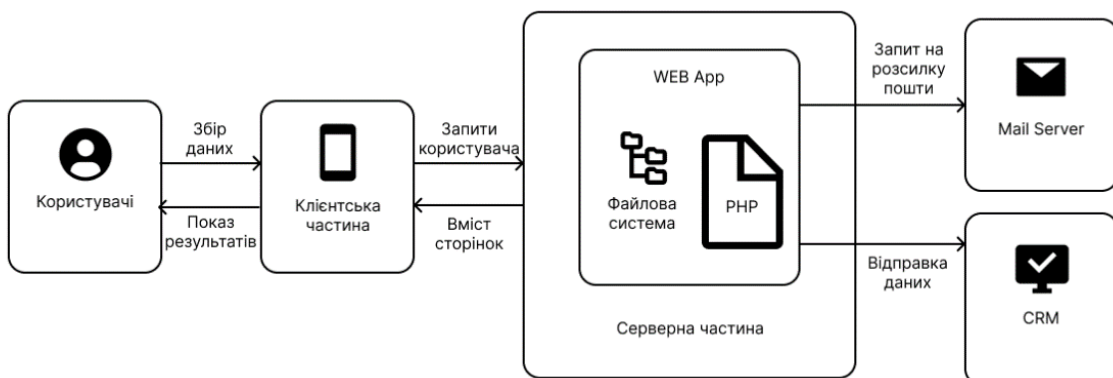 Користувачі
Збір
даних
Показ
результатів
Клієнтська
частина
Запити
користувача
Вміст
сторінок
WEB App
Файлова
система
PHP
Серверна частина
Запит на
розсилку
пошти
Mail Server
Відправка
даних
CRM